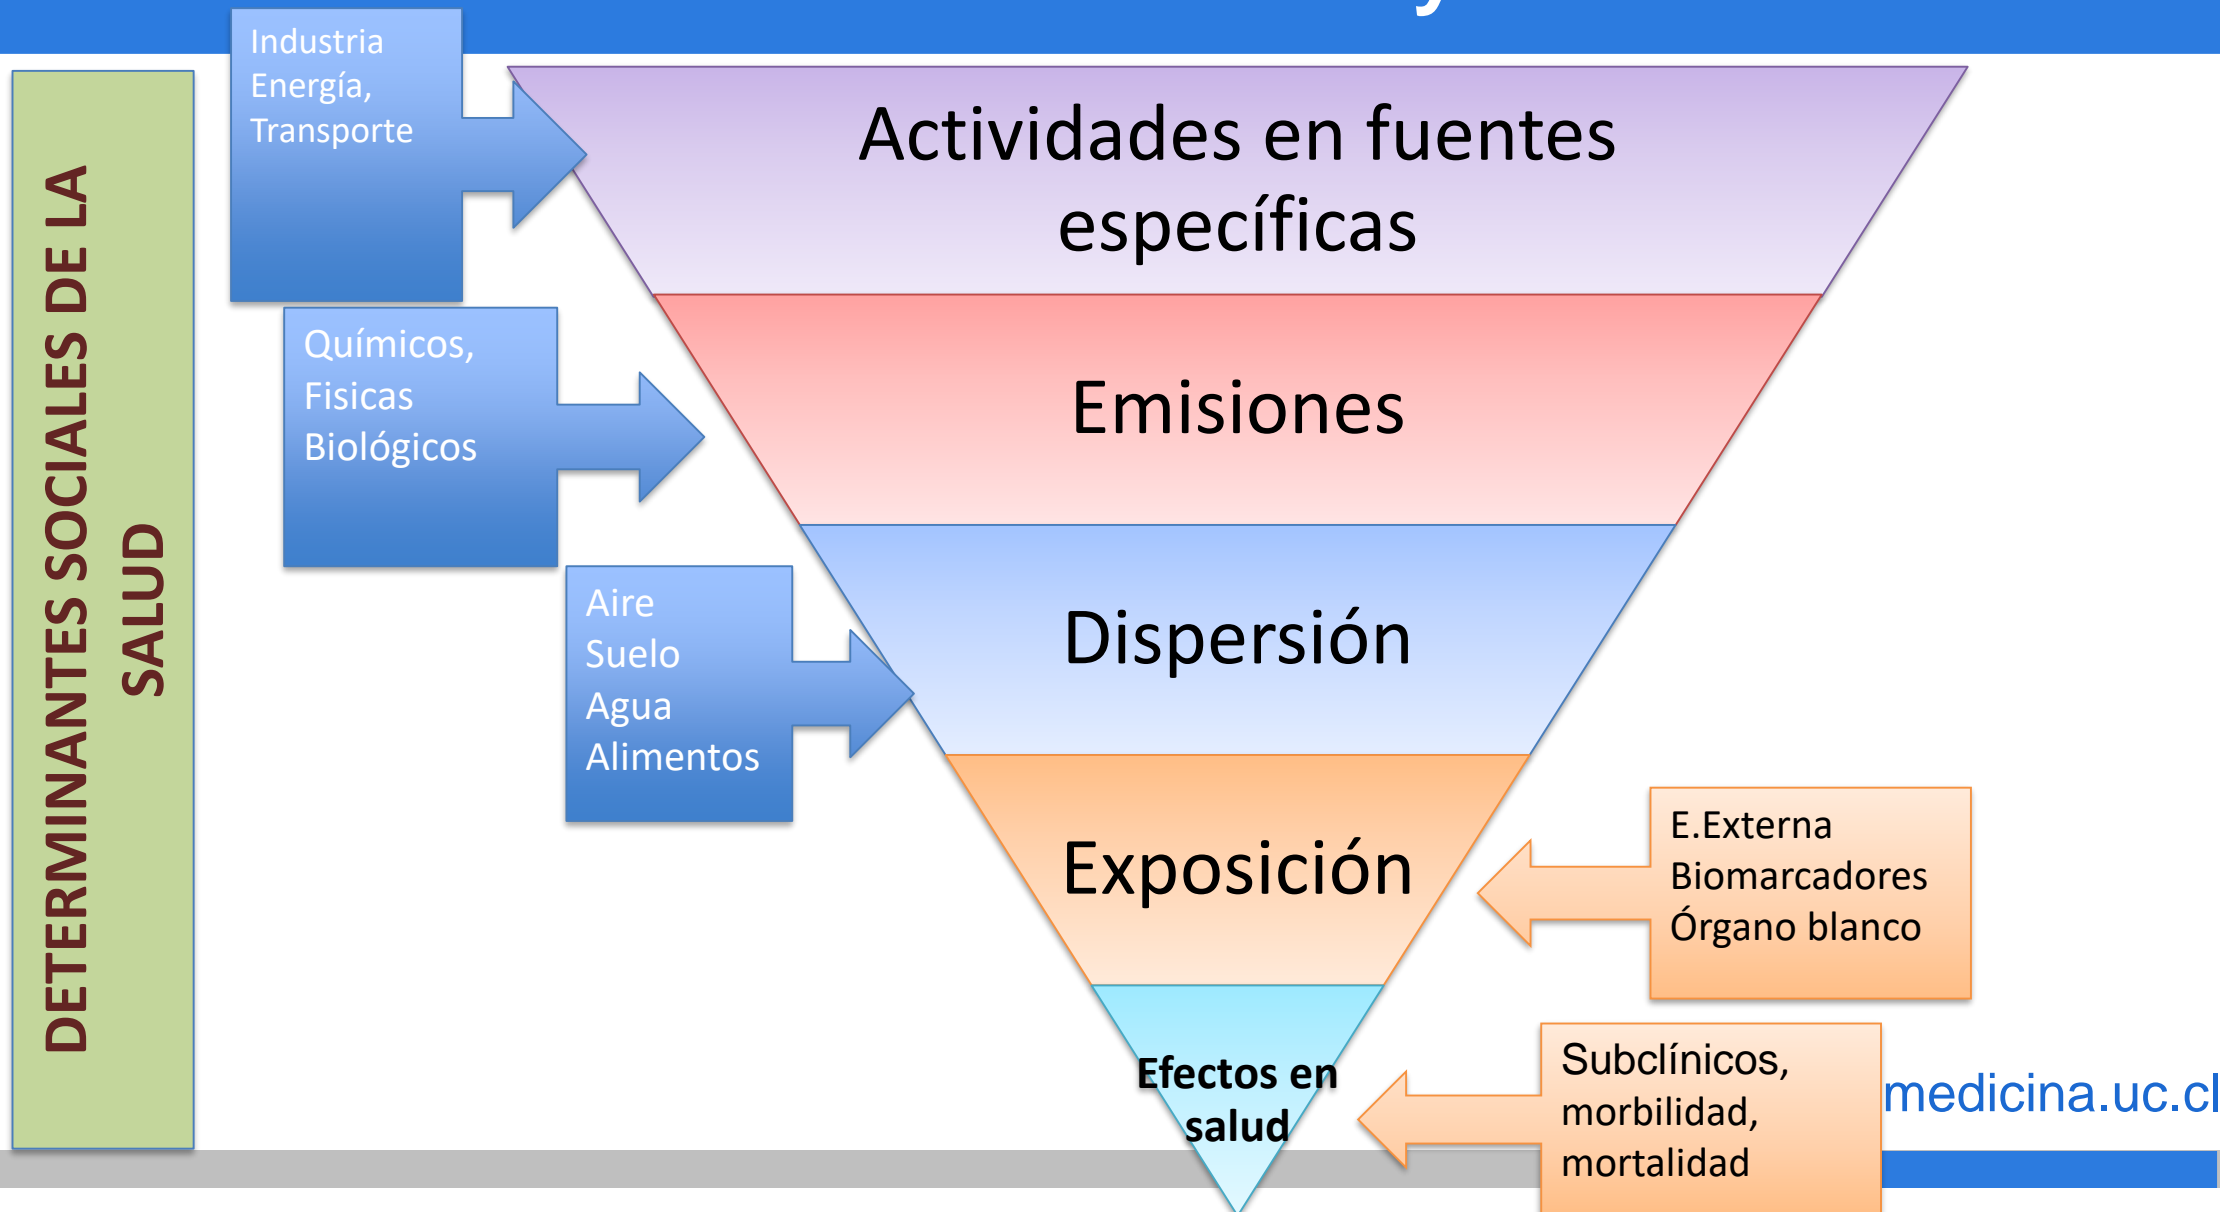 y
DETERMINANTES SOCIALES DE LA
SALUD
Industria
Energía,
Transporte
Actividades en fuentes
específicas
Químicos,
Fisicas
Biológicos
Emisiones
Aire
Suelo
Agua
Alimentos
Dispersión
Exposición
E.Externa
Biomarcadores
Órgano blanco
Efectos en
salud
Subclínicos,
morbilidad,
mortalidad
medicina.uc.cl